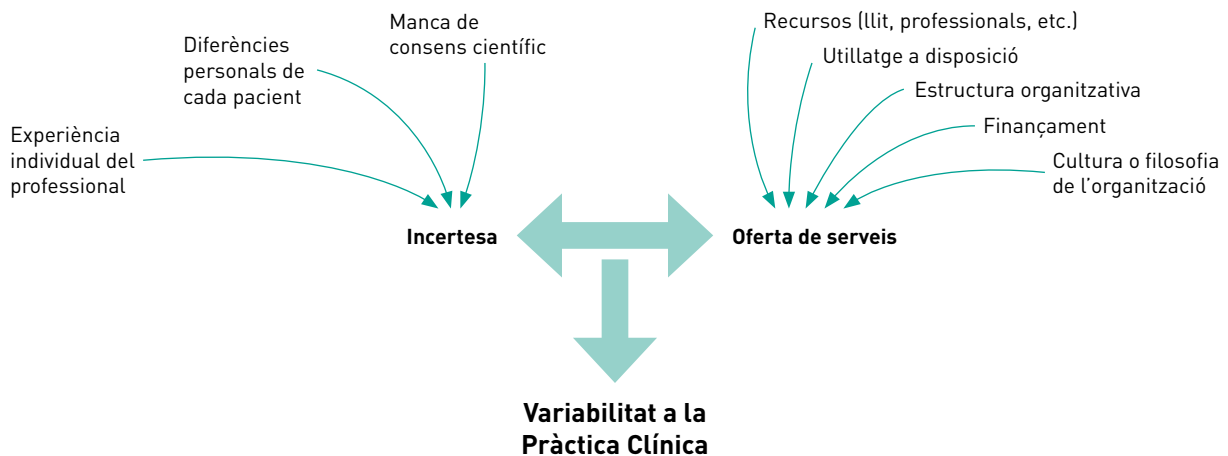 Manca de
consens científic
Diferències
personals de
cada pacient
Experiència
individual del
professional
Recursos (llit, professionals, etc.)
Utillatge a disposició
Estructura organitzativa
Finançament
Cultura o filosofia
de l’organització
Incertesa
Oferta de serveis
Variabilitat a la
Pràctica Clínica